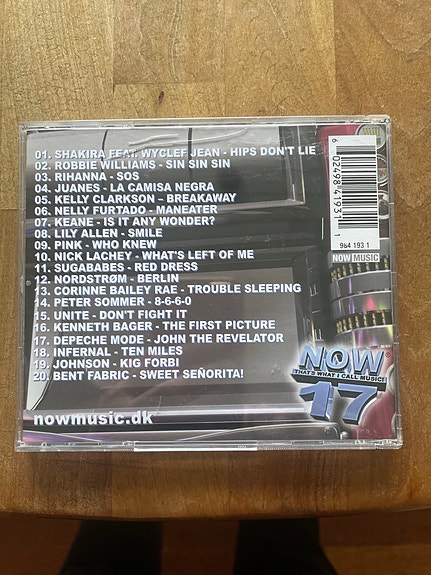 01. SHAKIRA FEAT. WYCLEF JEAN - HIPS DON'T LIE
02. ROBBIE WILLIAMS - SIN SIN SIN
03. RIHANNA - SOS
04. JUANES - LA CAMISA NEGRA
05. KELLY CLARKSON – BREAKAWAY
06. NELLY FURTADO - MANEATER
07. KEANE - IS IT ANY WONDER?
08. LILY ALLEN - SMILE
09. PINK - WHO KNEW
10. NICK LACHEY - WHAT'S LEFT OF ME
11. SUGABABES - RED DRESS
12. NORDSTRØM - BERLIN
13. CORINNE BAILEY RAE - TROUBLE SLEEPING
14. PETER SOMMER - 8-6-6-0
15. UNITE - DON'T FIGHT IT
16. KENNETH BAGER - THE FIRST PICTURE
17. DEPECHE MODE - JOHN THE REVELATOR
18. INFERNAL - TEN MILES
19. JOHNSON - KIG FORBI
20. BENT FABRIC - SWEET SEÑORITA!
nowmusic.dk
6 02498 41931 1
984 193 1
NOW MUSIC
NOW
THAT'S WHAT I CALL MUSIC!
17